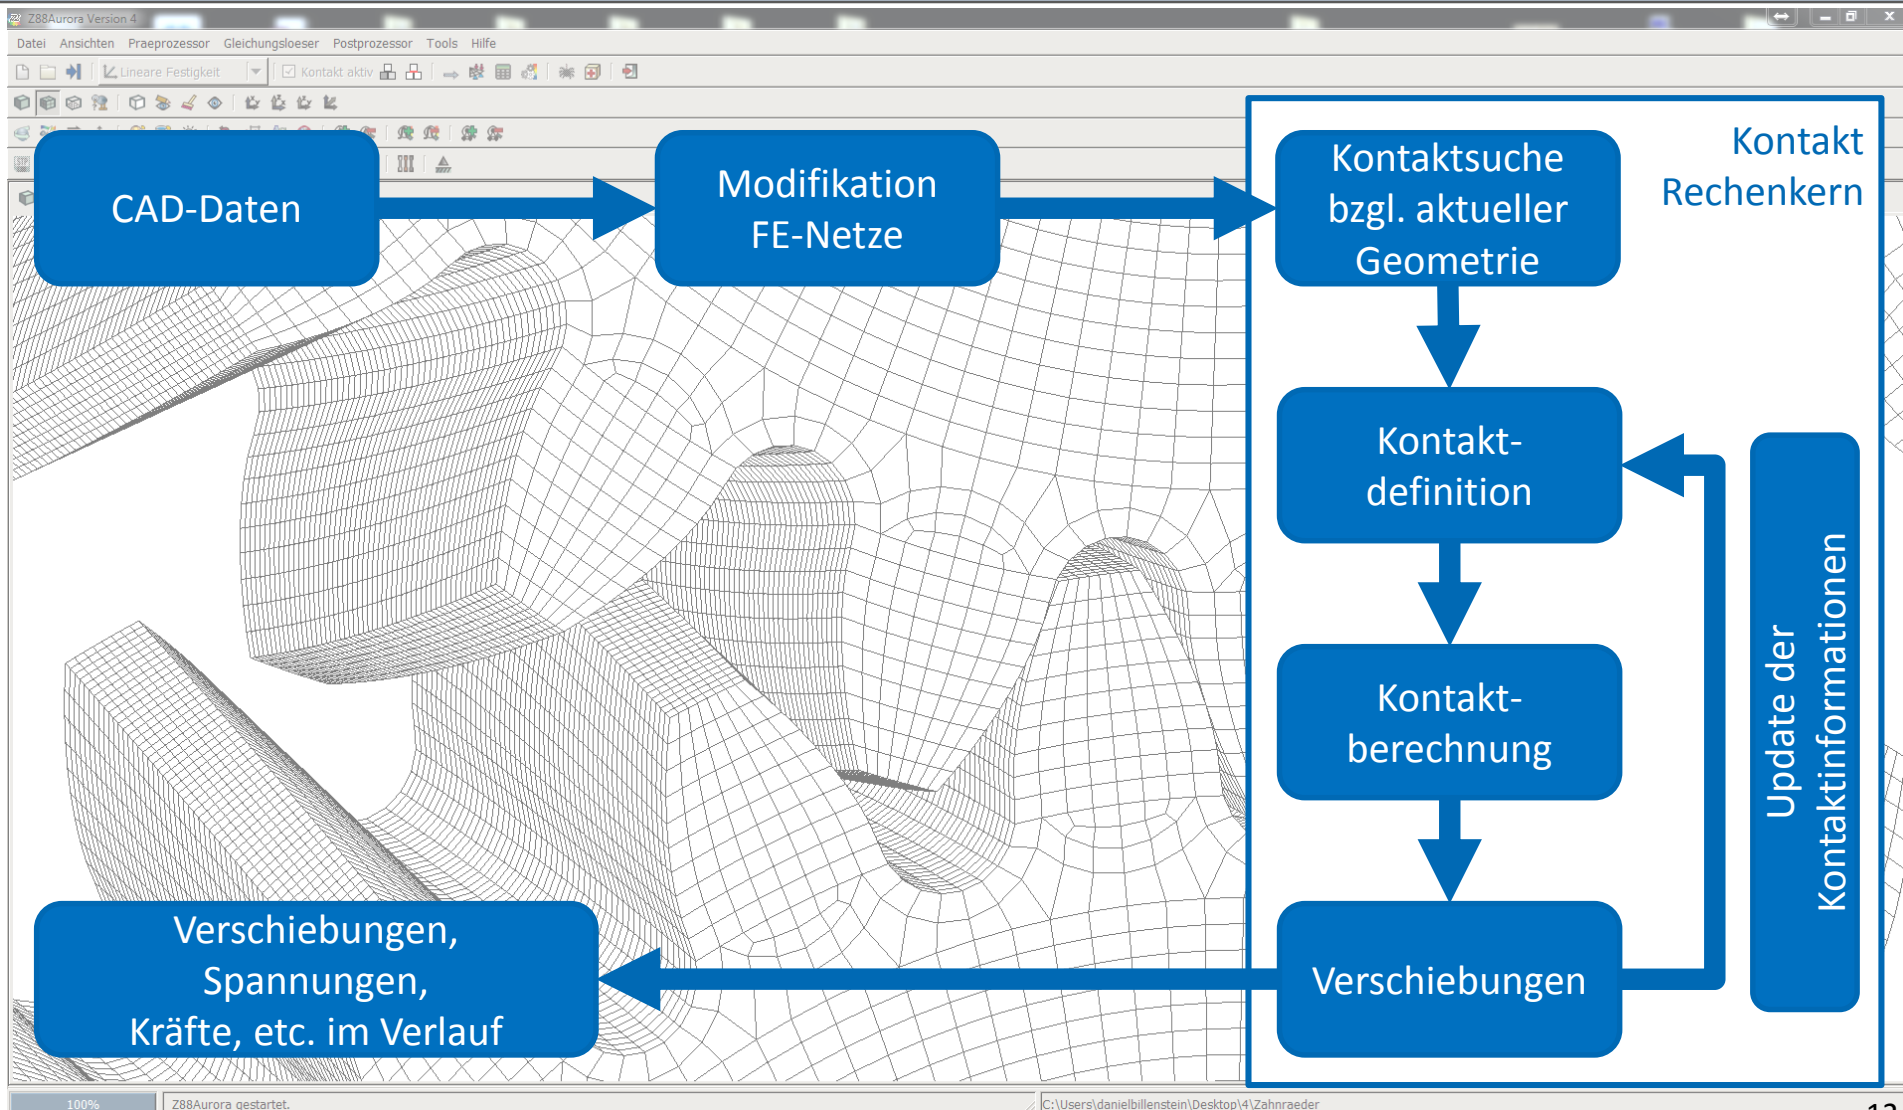 Z88Aurora Version 4
Datei Ansichten Praeprozessor Gleichungsloeser Postprozessor Tools Hilfe
Lineare Festigkeit Kontakt aktiv
CAD-Daten
Modifikation
FE-Netze
Kontaktsuche
bzgl. aktueller
Geometrie
Kontakt
Rechenkern
Kontakt-
definition
Kontakt-
berechnung
Verschiebungen
Update der
Kontaktinformationen
Verschiebungen,
Spannungen,
Kräfte, etc. im Verlauf
100%
Z88Aurora gestartet.
C:\Users\danielbillenstein\Desktop\4\Zahnraeder